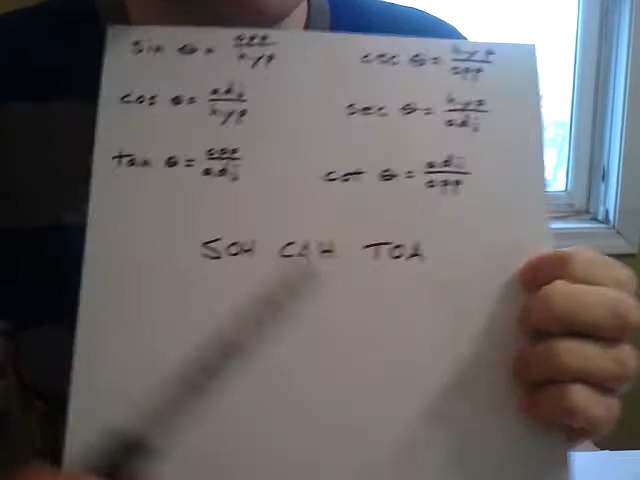 sin θ = opp/hyp csc θ = hyp/opp
cos θ = adj/hyp sec θ = hyp/adj
tan θ = opp/adj cot θ = adj/opp
SOH CAH TOA